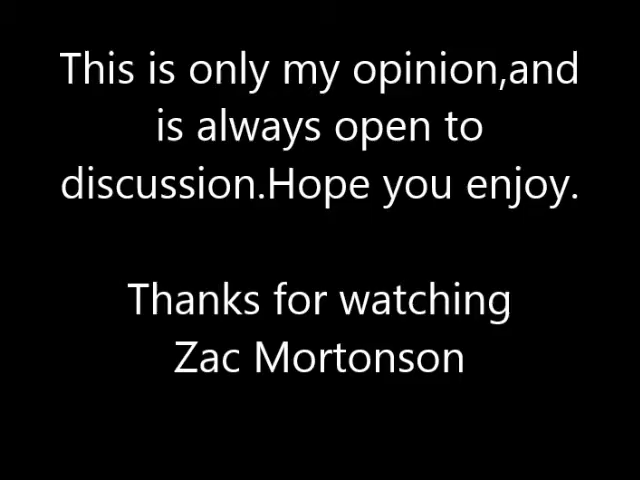 This is only my opinion,and
is always open to
discussion.Hope you enjoy.
Thanks for watching
Zac Mortonson